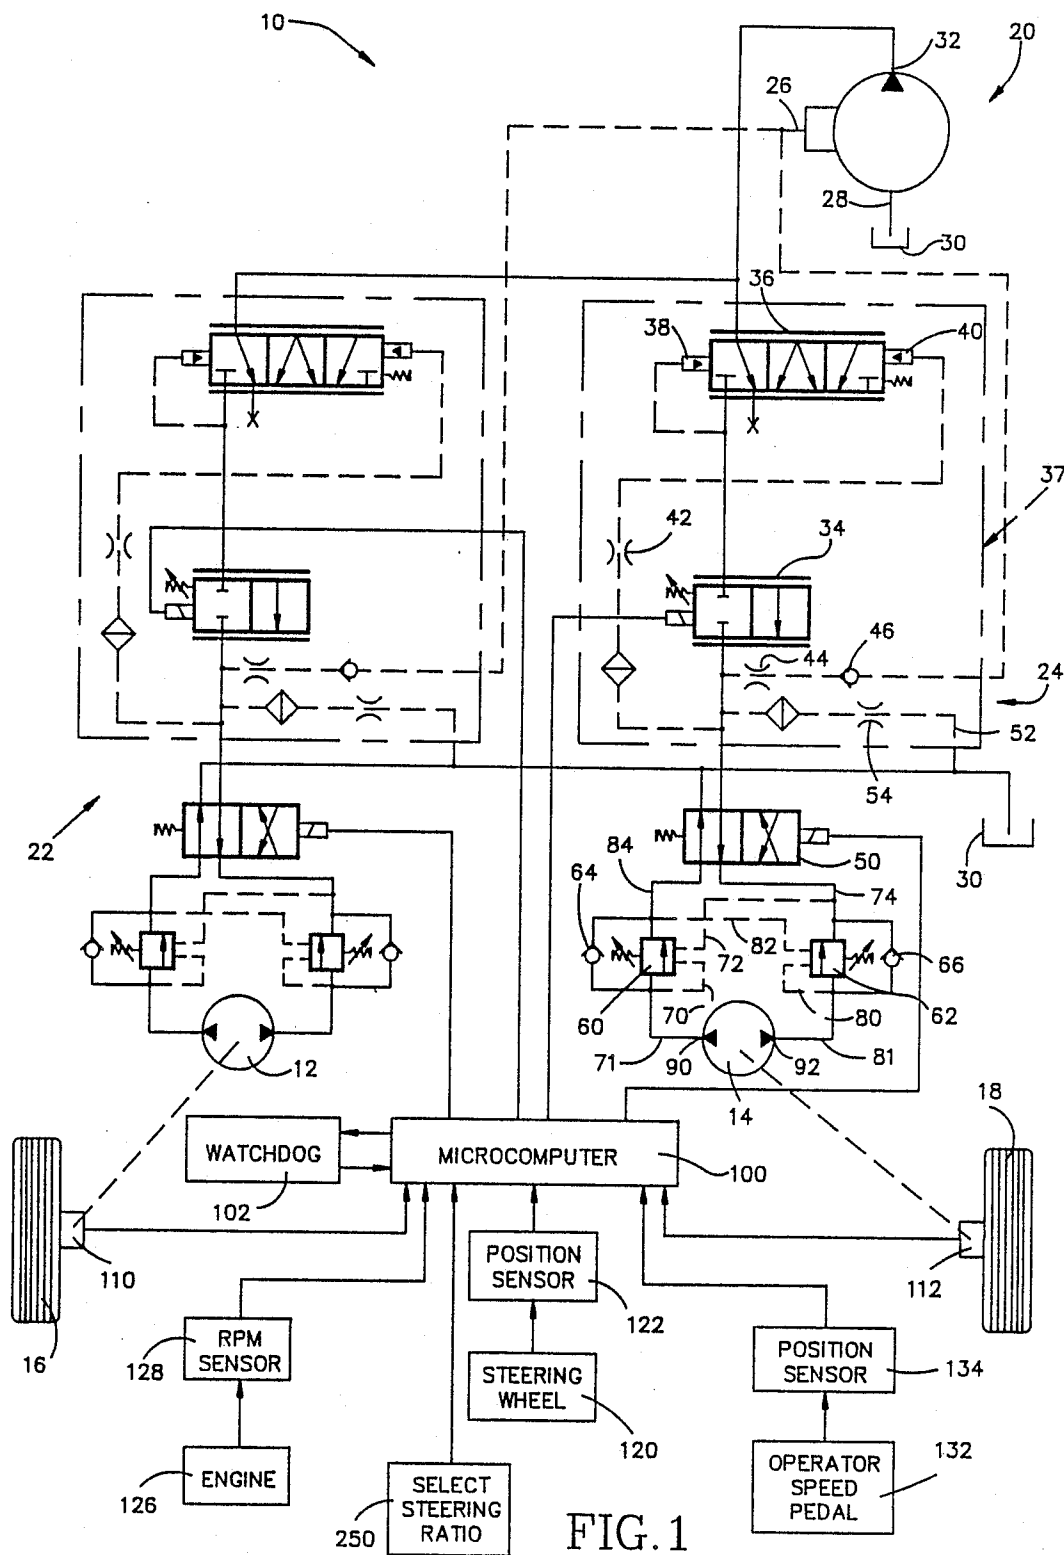 10
32
20
26
28
30
36
38
40
37
42
34
44
46
24
52
54
22
50
30
84
74
64
82
72
66
60
70
80
62
71
90
92
81
12
14
18
WATCHDOG
MICROCOMPUTER
100
102
110
112
POSITION
SENSOR
122
16
128
RPM
SENSOR
POSITION
SENSOR
134
STEERING
WHEEL
120
ENGINE
126
SELECT
STEERING
RATIO
250
OPERATOR
SPEED
PEDAL
132
FIG. 1